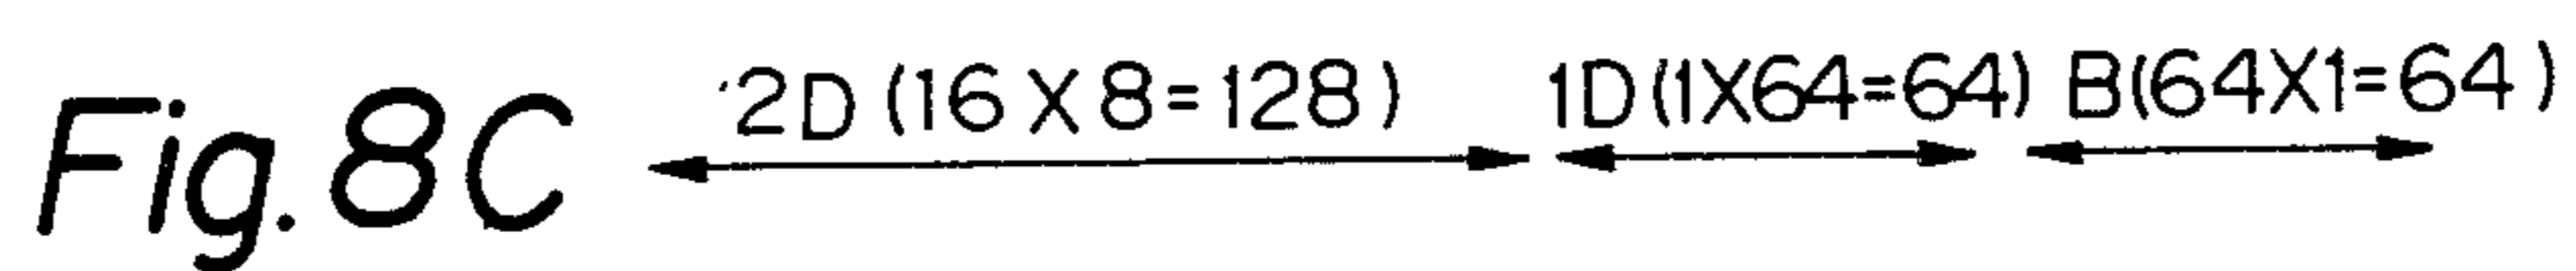 Fig. 8C 2D (16 X 8 = 128) 1D (1X64=64) B(64X1=64)